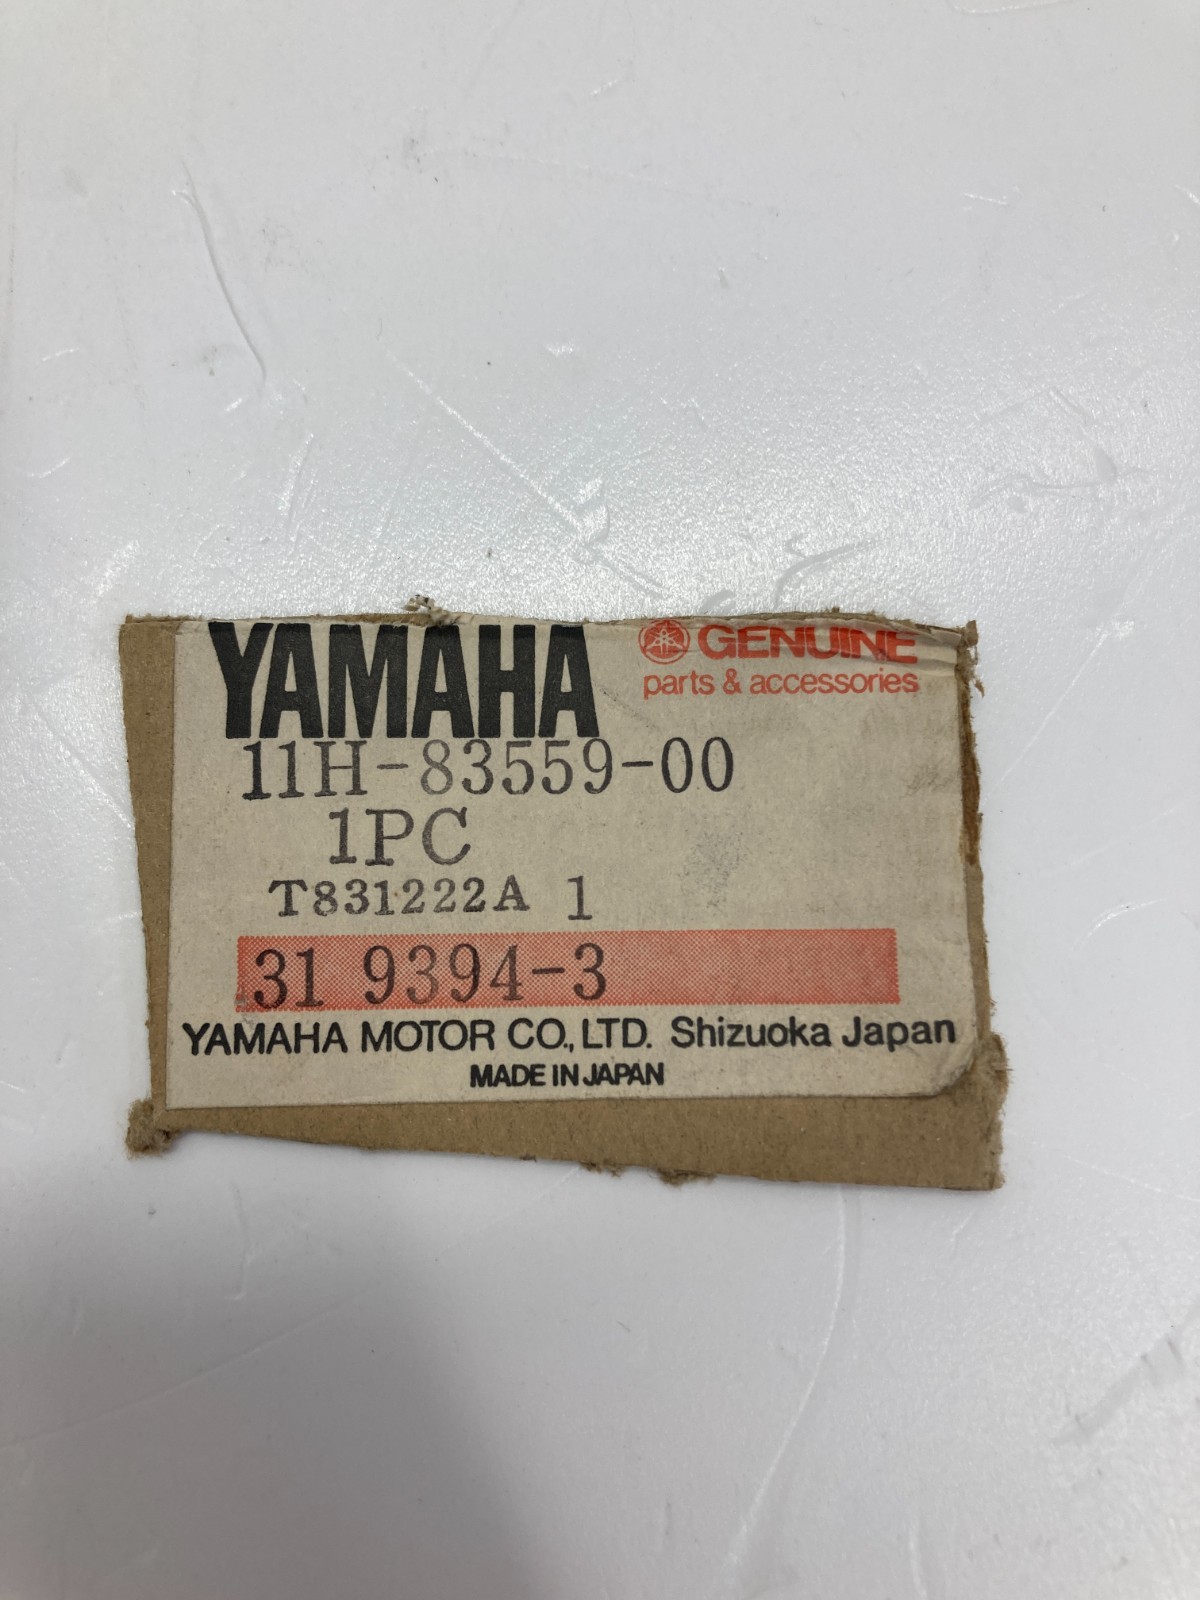 YAMAHA
GENUINE
parts & accessories
11H-83559-00
1PC
T831222A 1
31 9394-3
YAMAHA MOTOR CO., LTD. Shizuoka Japan
MADE IN JAPAN